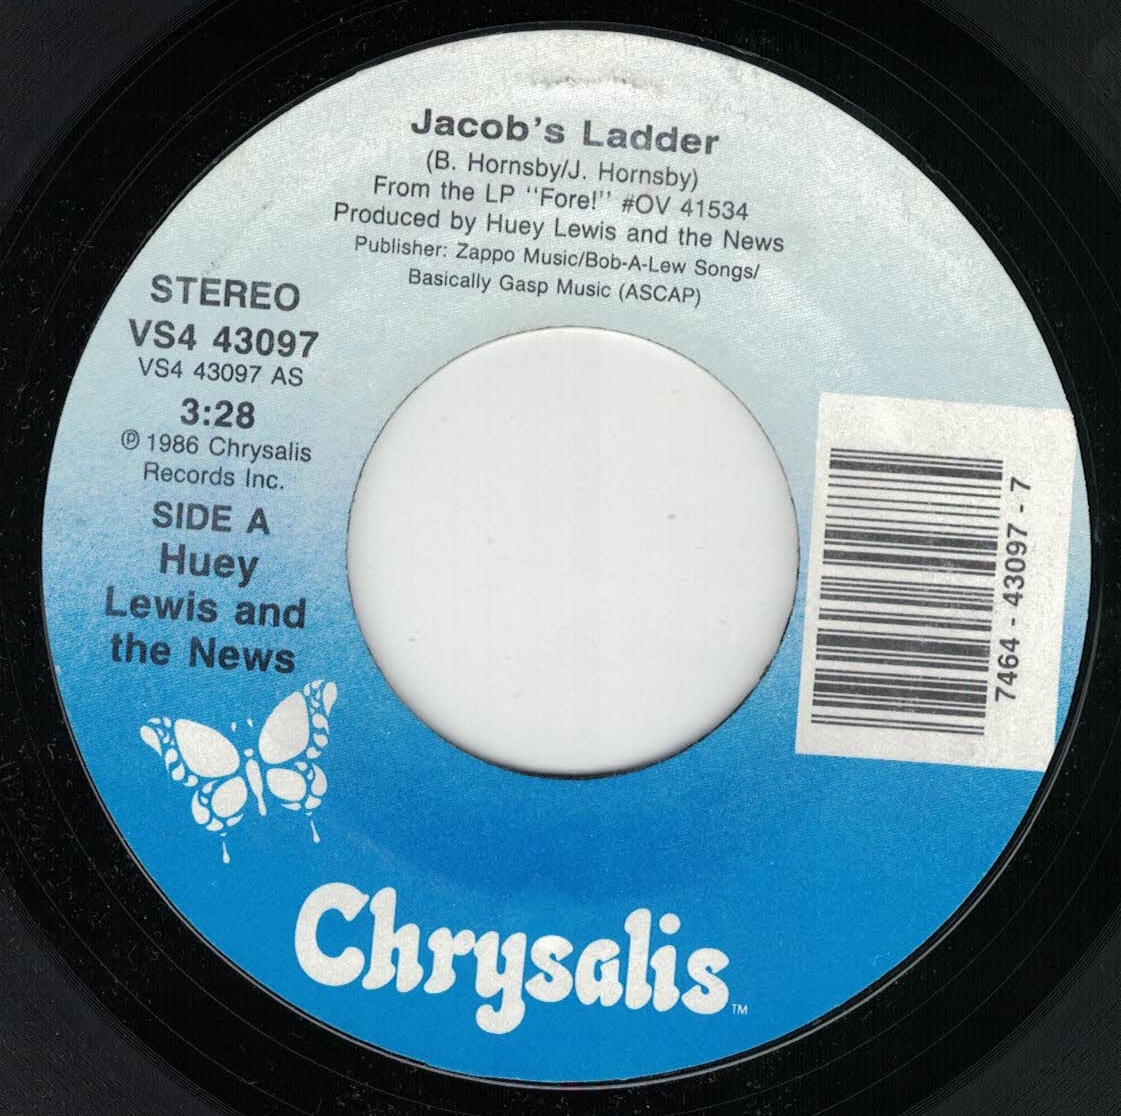 Jacob's Ladder
(B. Hornsby/J. Hornsby)
From the LP "Fore!" #OV 41534
Produced by Huey Lewis and the News
Publisher: Zappo Music/Bob-A-Lew Songs/
Basically Gasp Music (ASCAP)
STEREO
VS4 43097
VS4 43097 AS
3:28
℗ 1986 Chrysalis
Records Inc.
SIDE A
Huey
Lewis and
the News
7464-43097-7
Chrysalis™